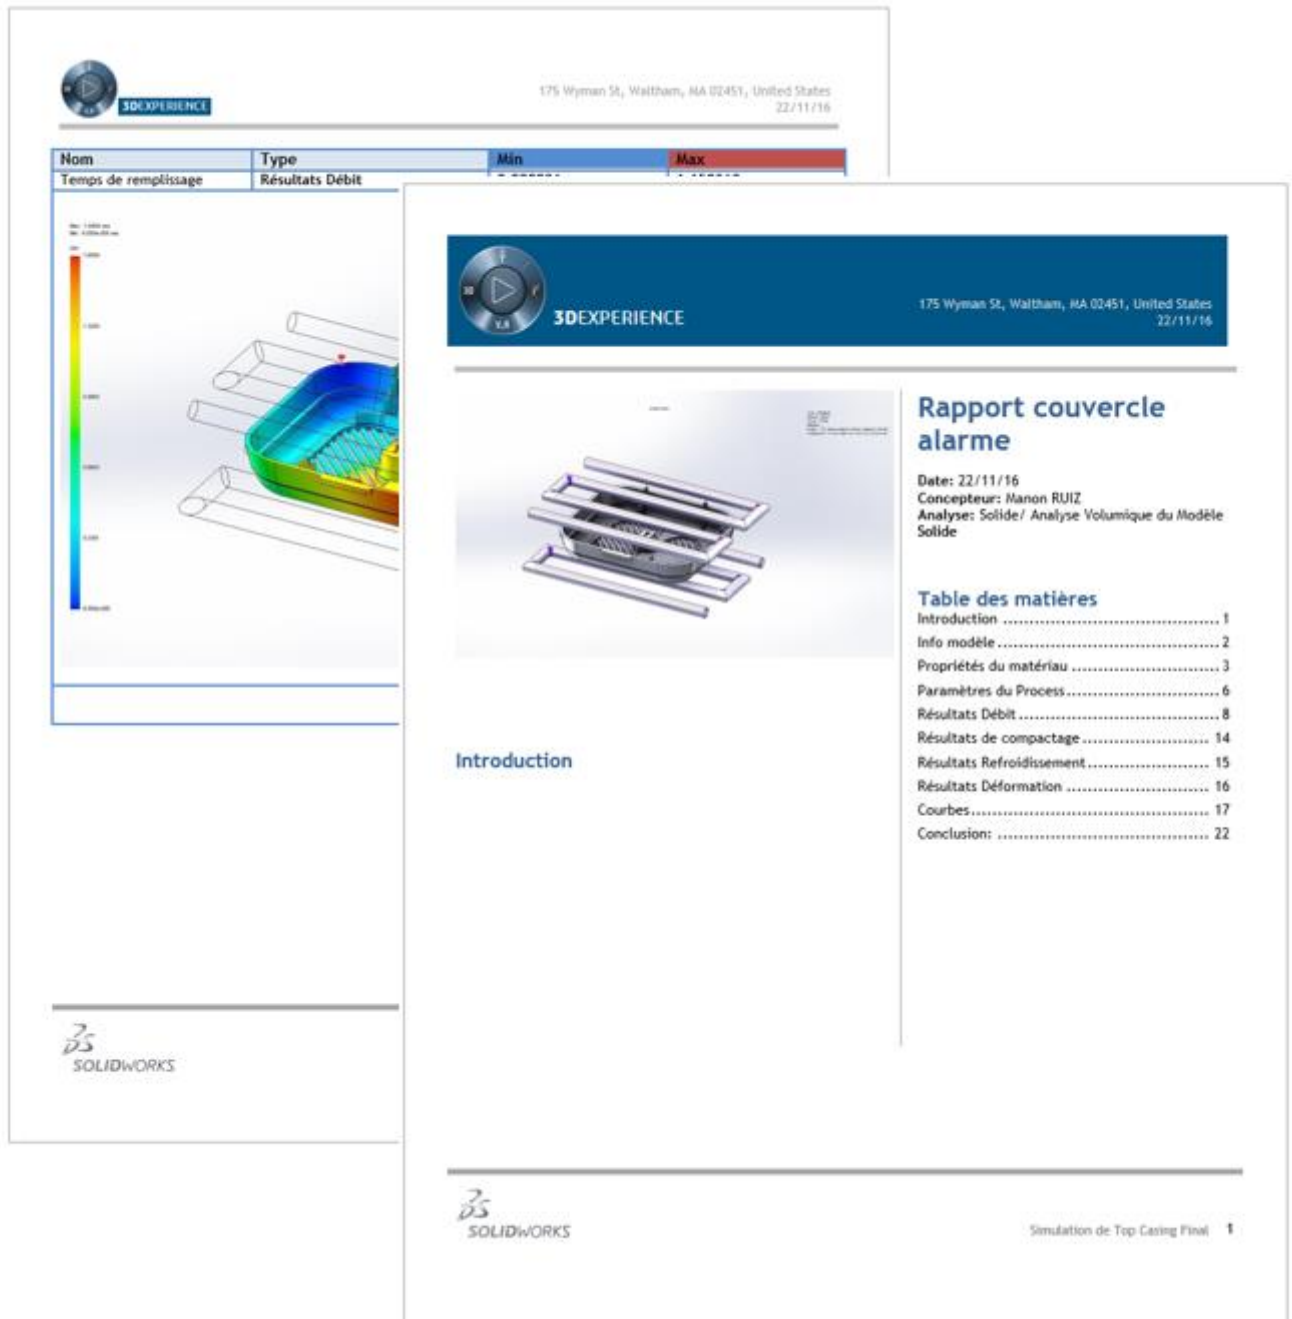 3DEXPERIENCE
175 Wyman St, Waltham, MA 02451, United States
22/11/16
Nom Type Min Max
Temps de remplissage Résultats Débit
SOLIDWORKS
3DEXPERIENCE
175 Wyman St, Waltham, MA 02451, United States
22/11/16
Rapport couvercle
alarme
Date: 22/11/16
Concepteur: Manon RUIZ
Analyse: Solide/ Analyse Volumique du Modèle
Solide
Table des matières
Introduction ........................................ 1
Info modèle ........................................ 2
Propriétés du matériau ........................... 3
Paramètres du Process ........................... 6
Résultats Débit .................................... 8
Résultats de compactage ....................... 14
Résultats Refroidissement ...................... 15
Résultats Déformation .......................... 16
Courbes ............................................ 17
Conclusion: ....................................... 22
Introduction
SOLIDWORKS
Simulation de Top Casing Final 1